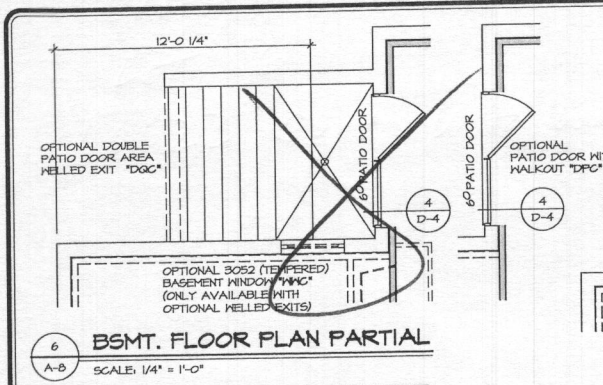 12'-0 1/4"
OPTIONAL DOUBLE
PATIO DOOR AREA
WELLED EXIT "DQC"
6⁰ PATIO DOOR
6⁰ PATIO DOOR
OPTIONAL
PATIO DOOR WIT
WALKOUT "DPC"
4
D-4
4
D-4
OPTIONAL 3052 (TEMPERED)
BASEMENT WINDOW "WWC"
(ONLY AVAILABLE WITH
OPTIONAL WELLED EXITS)
6
A-8
BSMT. FLOOR PLAN PARTIAL
SCALE: 1/4" = 1'-0"